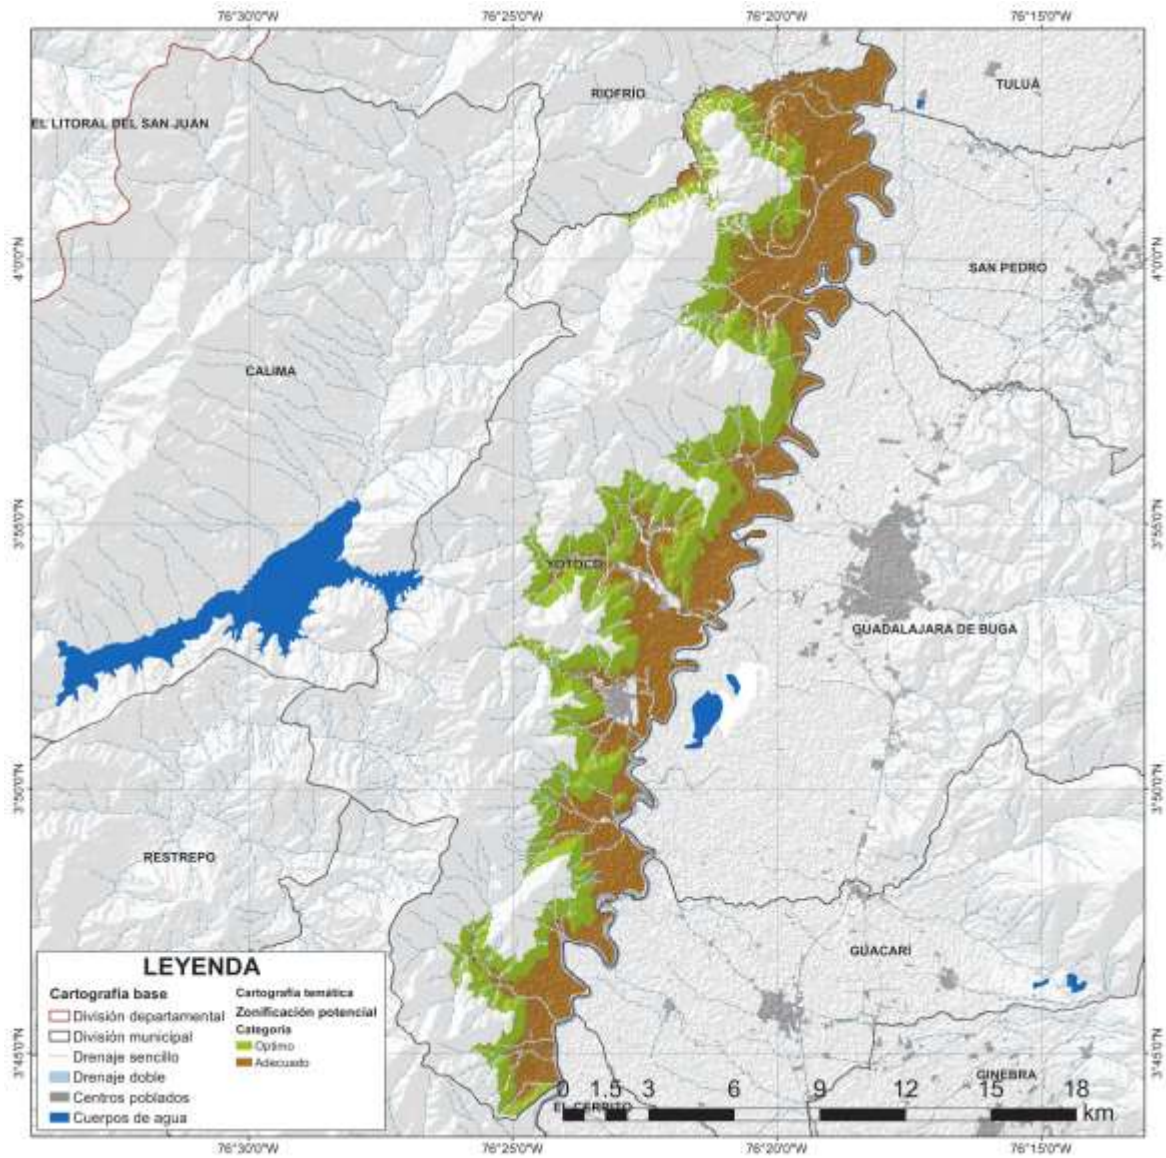 76°30'0"W 76°25'0"W 76°20'0"W 76°15'0"W
RIOFRÍO
TULUÁ
EL LITORAL DEL SAN JUAN
4°0'0"N
4°0'0"N
SAN PEDRO
CALIMA
3°55'0"N
3°55'0"N
YOTOCO
GUADALAJARA DE BUGA
3°50'0"N
3°50'0"N
RESTREPO
GUACARÍ
LEYENDA
Cartografía base
División departamental
División municipal
Drenaje sencillo
Drenaje doble
Centros poblados
Cuerpos de agua
Cartografía temática
Zonificación potencial
Categoría
Optimo
Adecuado
3°45'0"N
3°45'0"N
GINEBRA
EL CERRITO
0 1.5 3 6 9 12 15 18
km
76°30'0"W 76°25'0"W 76°20'0"W 76°15'0"W